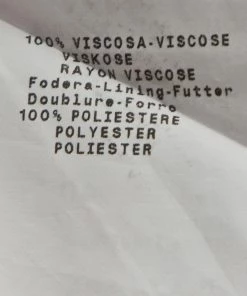 100% VISCOSA-VISCOSE
VISKOSE
RAYON VISCOSE
Fodera-Lining-Futter
Doublure-Forro
100% POLIESTERE
POLYESTER
POLIESTER